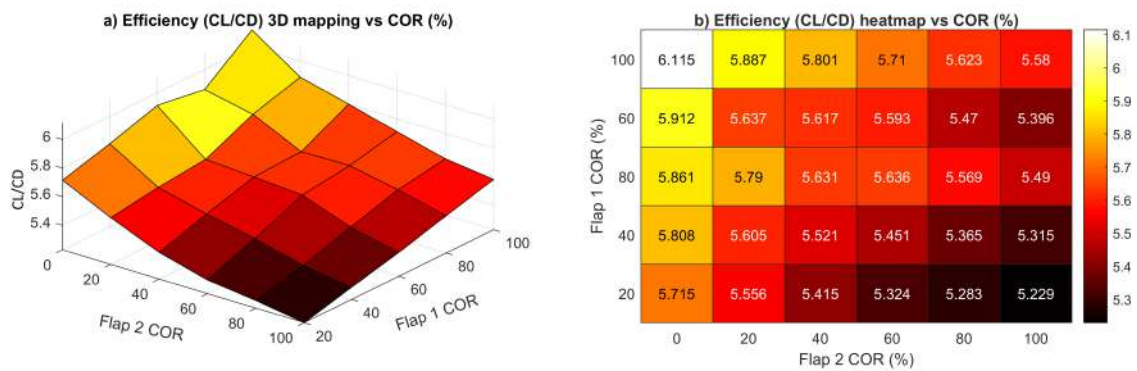 a) Efficiency (CL/CD) 3D mapping vs COR (%)
6
5.8
5.6
5.4
CL/CD
0
20
40
60
80
100
Flap 2 COR
20
40
60
80
100
Flap 1 COR
b) Efficiency (CL/CD) heatmap vs COR (%)
100 6.115 5.887 5.801 5.71 5.623 5.58
60 5.912 5.637 5.617 5.593 5.47 5.396
80 5.861 5.79 5.631 5.636 5.569 5.49
40 5.808 5.605 5.521 5.451 5.365 5.315
20 5.715 5.556 5.415 5.324 5.283 5.229
Flap 1 COR (%)
0 20 40 60 80 100
Flap 2 COR (%)
6.1
6
5.9
5.8
5.7
5.6
5.5
5.4
5.3